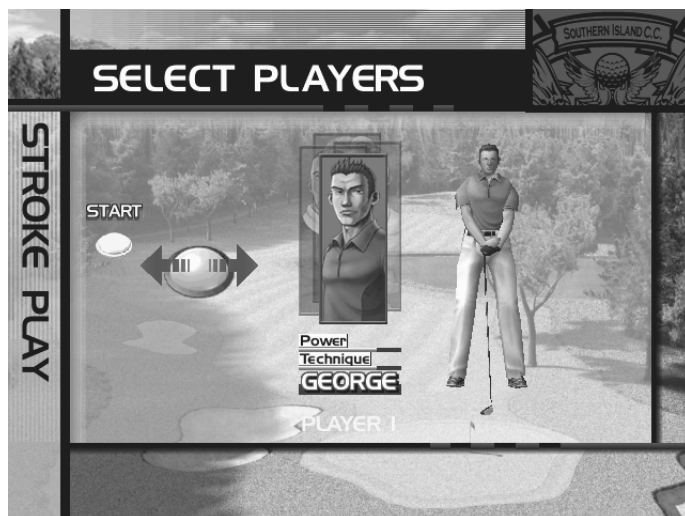 SOUTHERN ISLAND C.C.
SELECT PLAYERS
STROKE PLAY
START
Power
Technique
GEORGE
PLAYER 1